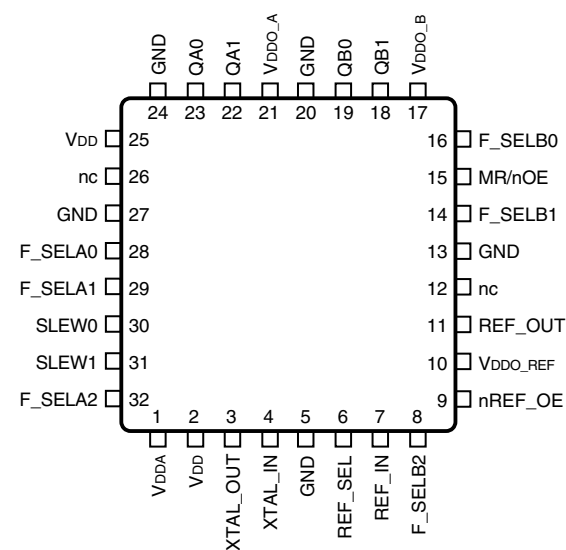 GND QA0 QA1 VDDO_A GND QB0 QB1 VDDO_B
24 23 22 21 20 19 18 17
VDD 25 16 F_SELB0
nc 26 15 MR/nOE
GND 27 14 F_SELB1
F_SELA0 28 13 GND
F_SELA1 29 12 nc
SLEW0 30 11 REF_OUT
SLEW1 31 10 VDDO_REF
F_SELA2 32 9 nREF_OE
1 2 3 4 5 6 7 8
VDDA VDD XTAL_OUT XTAL_IN GND REF_SEL REF_IN F_SELB2